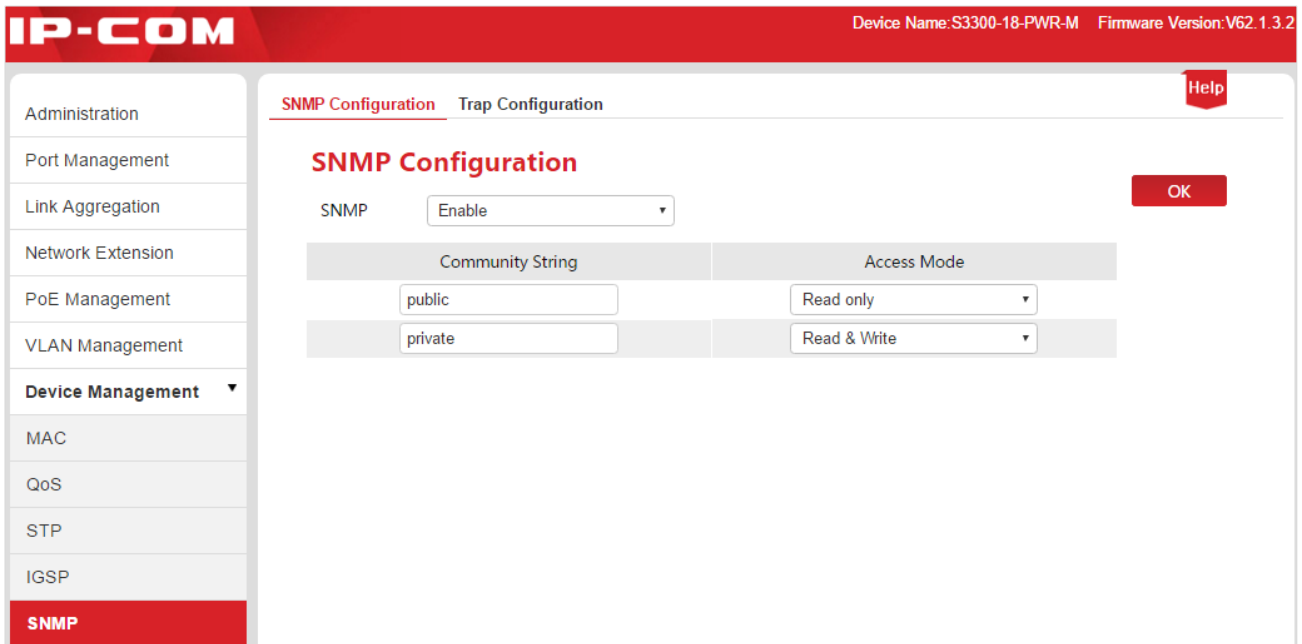 IP-COM
Device Name:S3300-18-PWR-M Firmware Version:V62.1.3.2
Administration
Port Management
Link Aggregation
Network Extension
PoE Management
VLAN Management
Device Management
MAC
QoS
STP
IGSP
SNMP
SNMP Configuration Trap Configuration
Help
SNMP Configuration
OK
SNMP Enable
Community String Access Mode
public Read only
private Read & Write